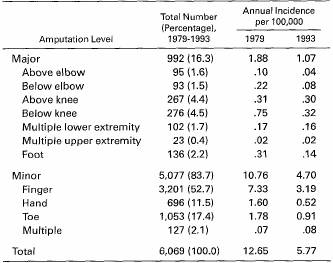 Total Number Annual Incidence
(Percentage), per 100,000
Amputation Level 1979-1993 1979 1993
Major 992 (16.3) 1.88 1.07
Above elbow 95 (1.6) .10 .04
Below elbow 93 (1.5) .22 .08
Above knee 267 (4.4) .31 .30
Below knee 276 (4.5) .75 .32
Multiple lower extremity 102 (1.7) .17 .16
Multiple upper extremity 23 (0.4) .02 .02
Foot 136 (2.2) .31 .14
Minor 5,077 (83.7) 10.76 4.70
Finger 3,201 (52.7) 7.33 3.19
Hand 696 (11.5) 1.60 0.52
Toe 1,053 (17.4) 1.78 0.91
Multiple 127 (2.1) .07 .08
Total 6,069 (100.0) 12.65 5.77